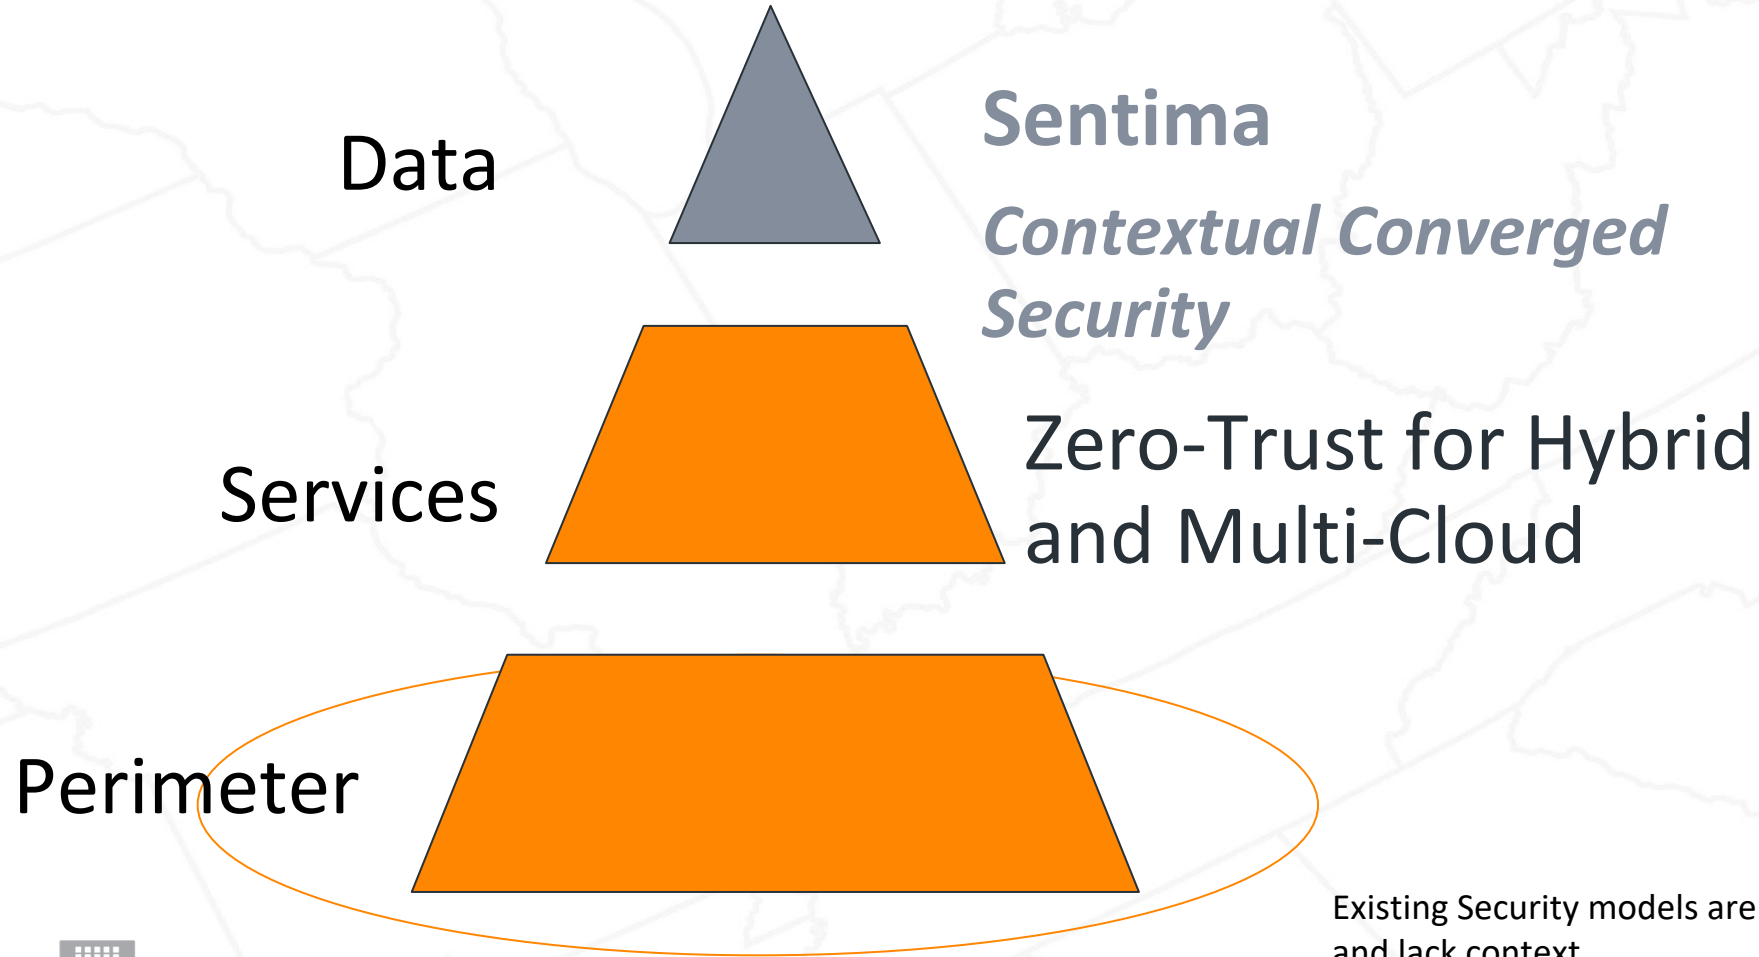 Data
Sentima
Contextual Converged
Security
Services
Zero-Trust for Hybrid
and Multi-Cloud
Perimeter
Existing Security models are
and lack context